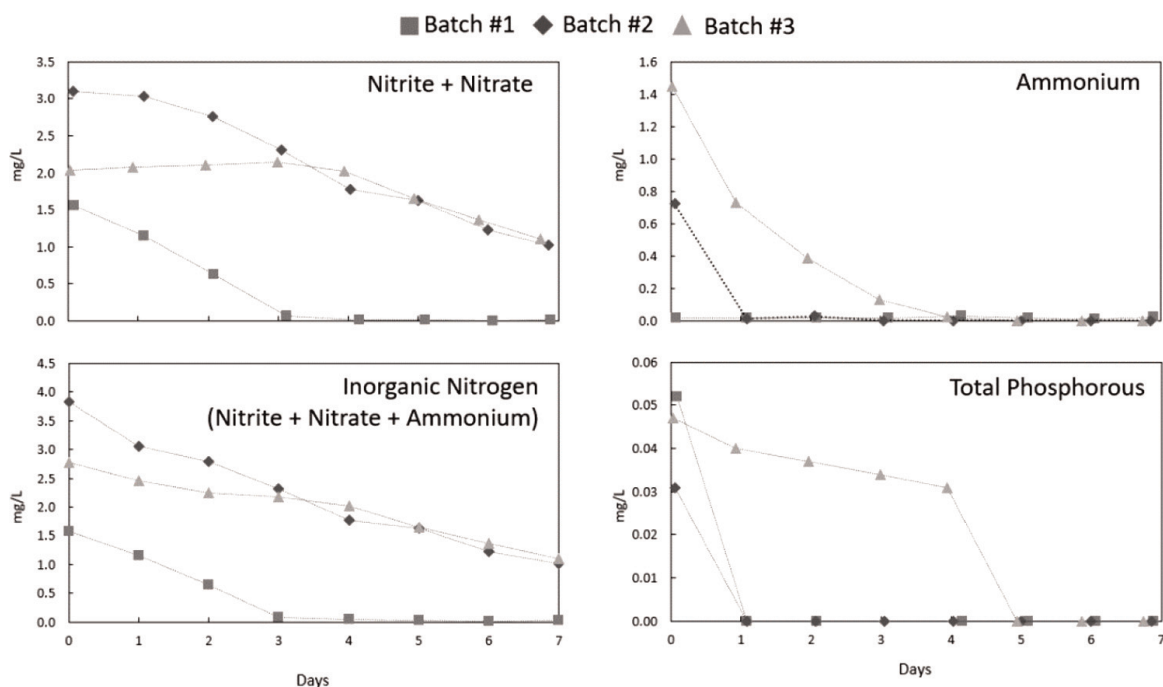 Batch #1 Batch #2 Batch #3
Nitrite + Nitrate
mg/L
3.5
3.0
2.5
2.0
1.5
1.0
0.5
0.0
Ammonium
mg/L
1.6
1.4
1.2
1.0
0.8
0.6
0.4
0.2
0.0
Inorganic Nitrogen
(Nitrite + Nitrate + Ammonium)
mg/L
4.5
4.0
3.5
3.0
2.5
2.0
1.5
1.0
0.5
0.0
0 1 2 3 4 5 6 7
Days
Total Phosphorous
mg/L
0.06
0.05
0.04
0.03
0.02
0.01
0.00
0 1 2 3 4 5 6 7
Days